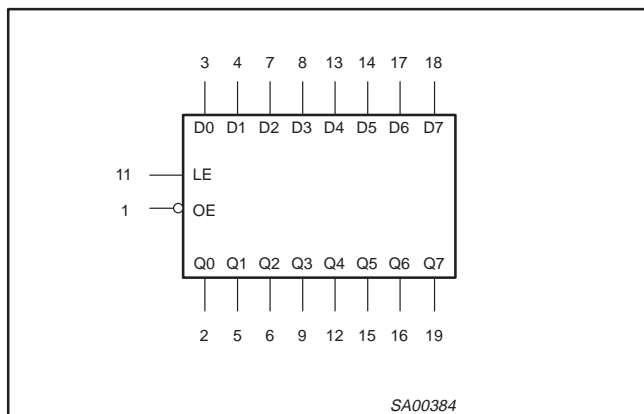 3 4 7 8 13 14 17 18
D0 D1 D2 D3 D4 D5 D6 D7
11 LE
1 OE
Q0 Q1 Q2 Q3 Q4 Q5 Q6 Q7
2 5 6 9 12 15 16 19
SA00384